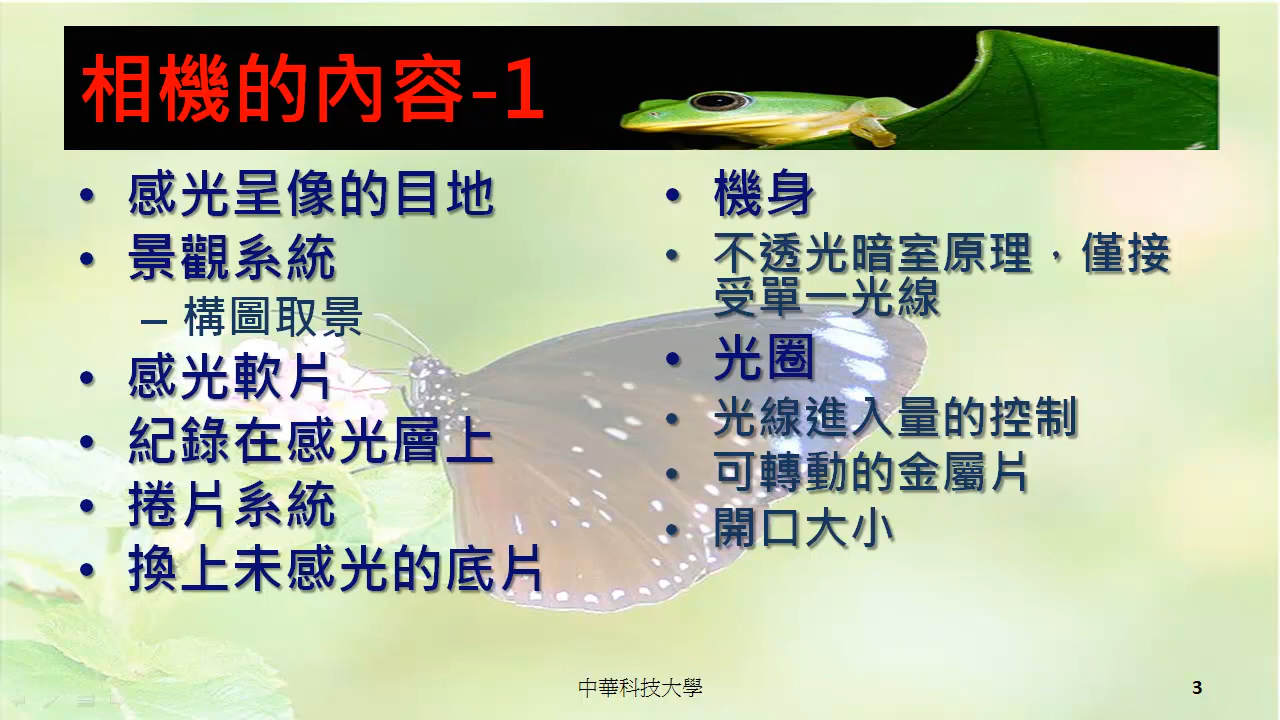 相機的內容-1
• 感光呈像的目地
• 景觀系統
– 構圖取景
• 感光軟片
• 紀錄在感光層上
• 捲片系統
• 換上未感光的底片
• 機身
• 不透光暗室原理，僅接
受單一光線
• 光圈
• 光線進入量的控制
• 可轉動的金屬片
• 開口大小
中華科技大學
3